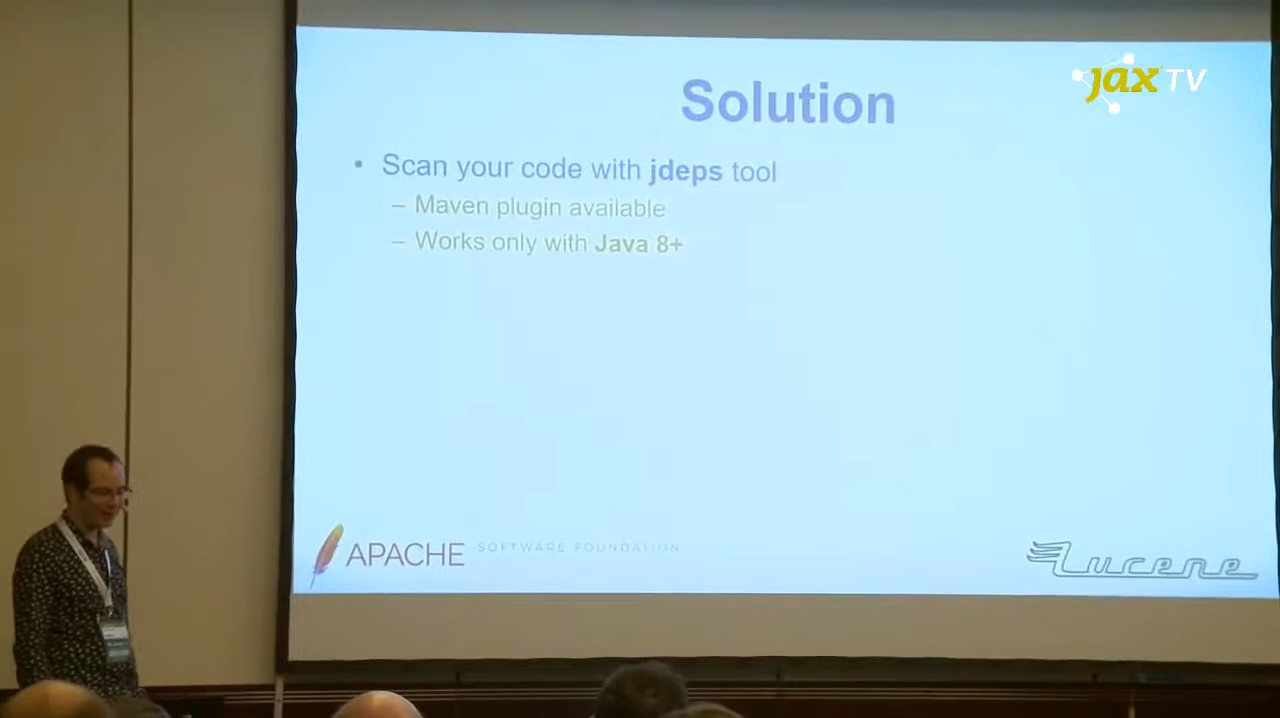 Solution
jax TV
• Scan your code with jdeps tool
– Maven plugin available
– Works only with Java 8+
APACHE SOFTWARE FOUNDATION
Lucene